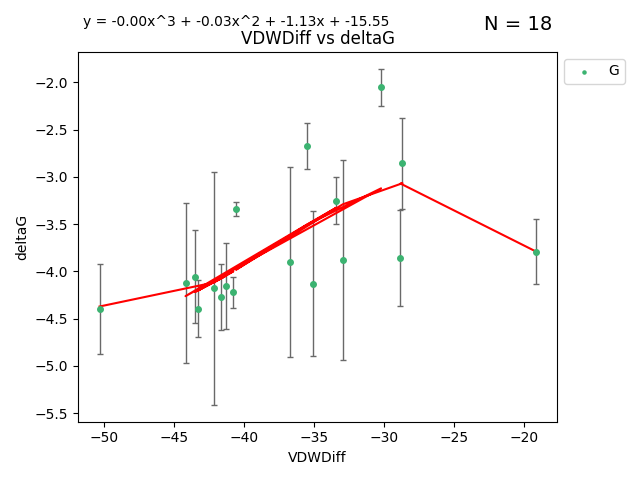 y = -0.00x^3 + -0.03x^2 + -1.13x + -15.55
N = 18
VDWDiff vs deltaG
G
−2.0
−2.5
−3.0
−3.5
−4.0
−4.5
−5.0
−5.5
deltaG
−50 −45 −40 −35 −30 −25 −20
VDWDiff